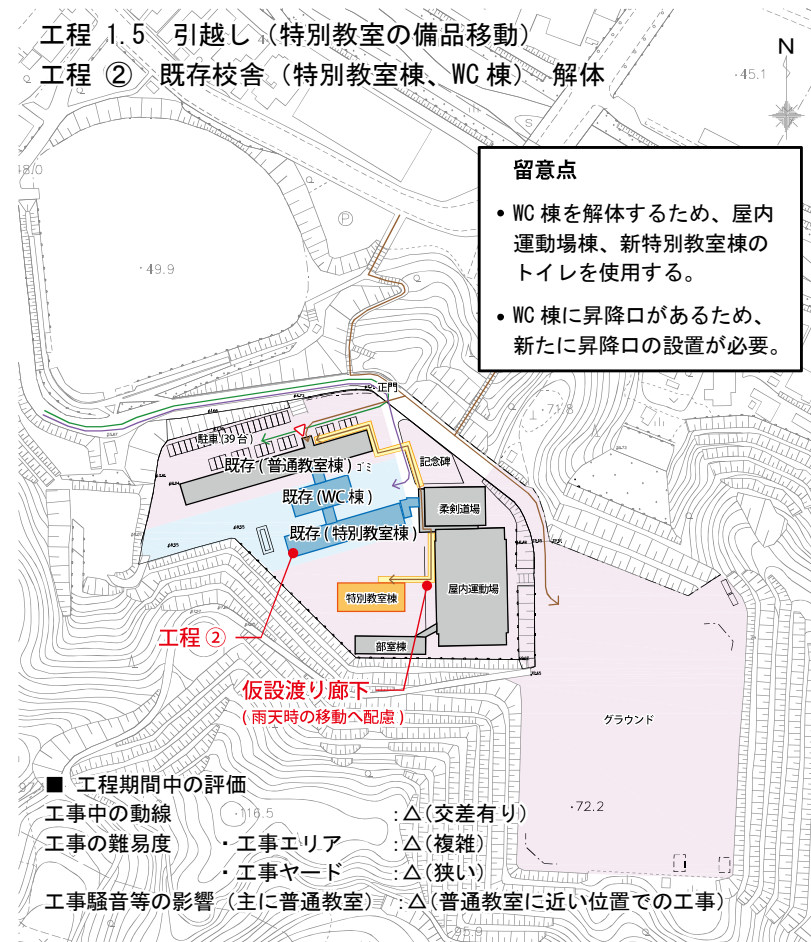 工程 1.5 引越し（特別教室の備品移動）
工程 ② 既存校舎（特別教室棟、WC 棟） 解体
N
・45.1
留意点
• WC 棟を解体するため、屋内
運動場棟、新特別教室棟の
トイレを使用する。
• WC 棟に昇降口があるため、
新たに昇降口の設置が必要。
・49.9
P
S
正門
71.8
駐車(39 台)
既存(普通教室棟)
ゴミ
記念碑
既存(WC 棟)
柔剣道場
既存(特別教室棟)
特別教室棟
屋内運動場
部室棟
工程②
仮設渡り廊下
(雨天時の移動へ配慮)
グラウンド
・72.2
■ 工程期間中の評価
・116.5
工事中の動線 :△(交差有り)
工事の難易度 ・工事エリア :△(複雑)
・工事ヤード :△(狭い)
工事騒音等の影響（主に普通教室） :△(普通教室に近い位置での工事)
95.9